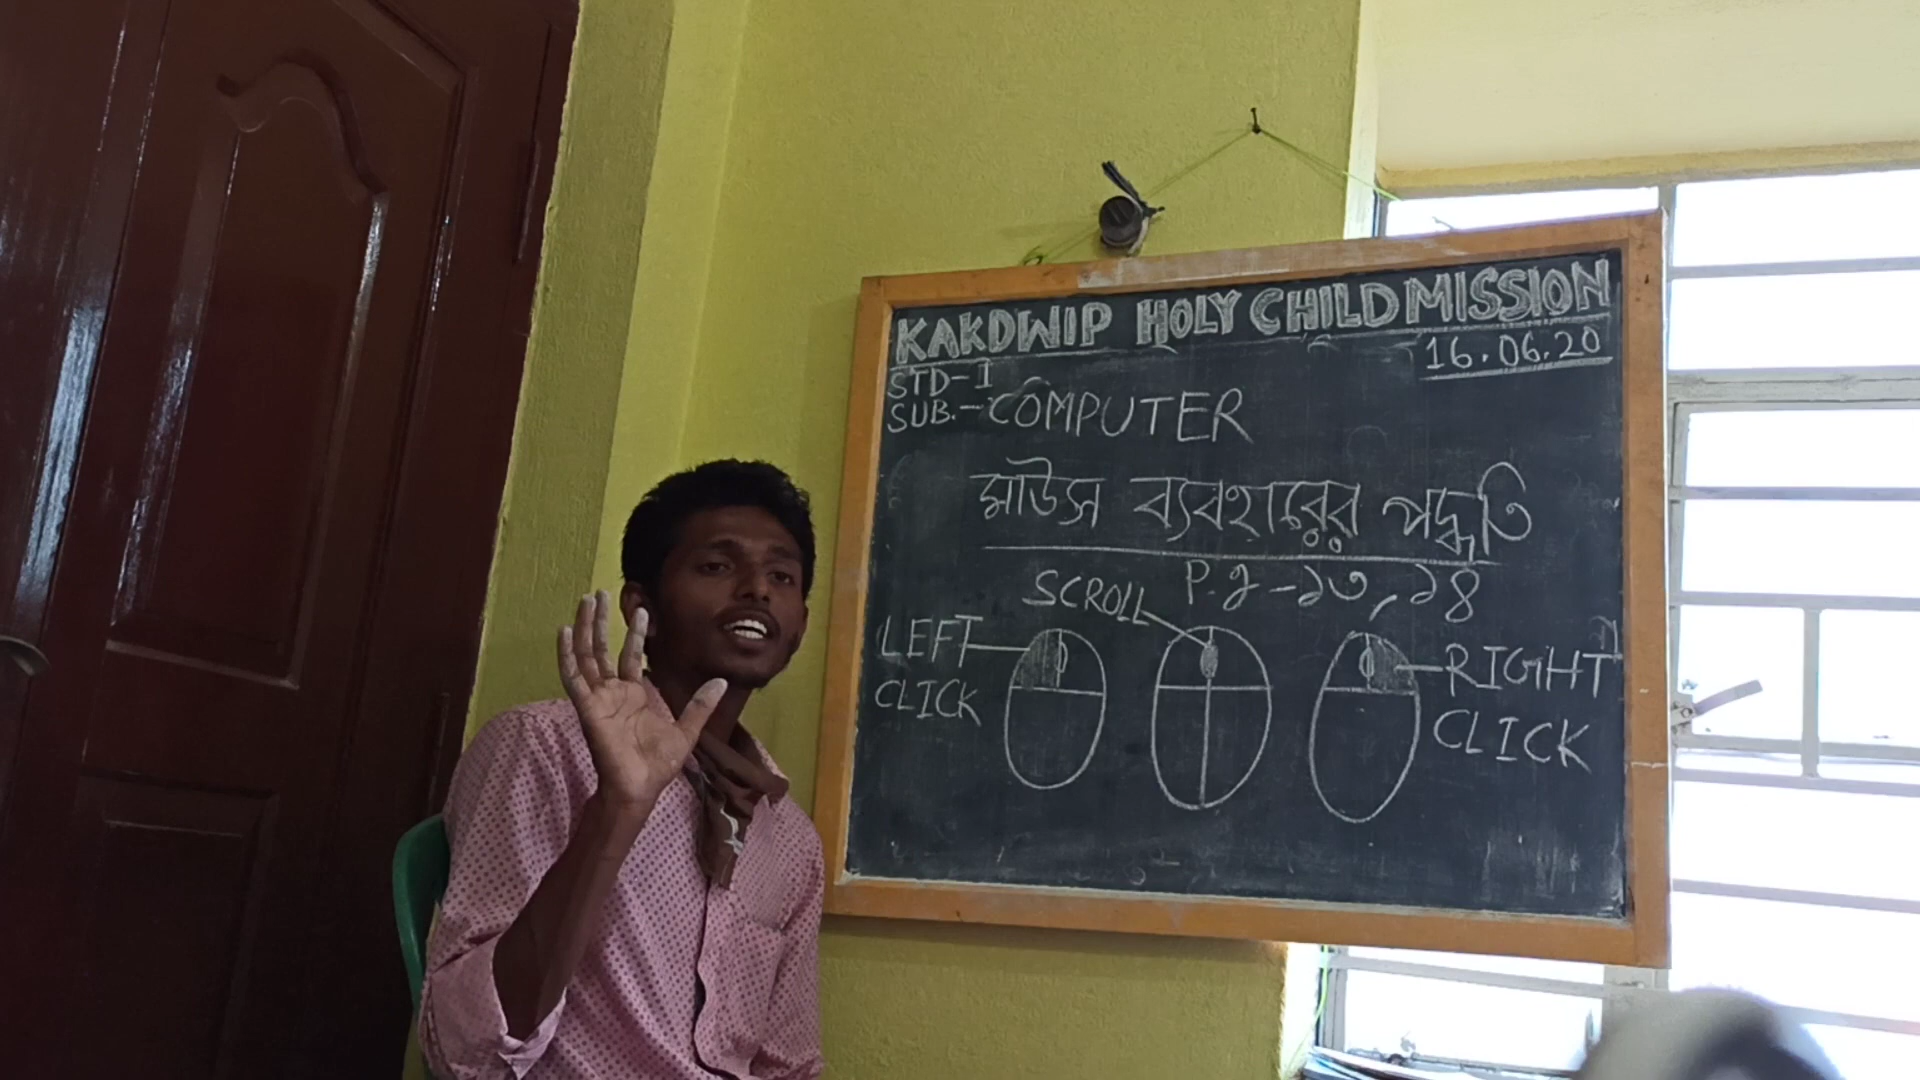 KAKDWIP HOLY CHILD MISSION
16.06.20
STD-I
SUB.-COMPUTER
মাউস ব্যবহারের পদ্ধতি
P.g-১৩,১৪
SCROLL
LEFT
CLICK
RIGHT
CLICK